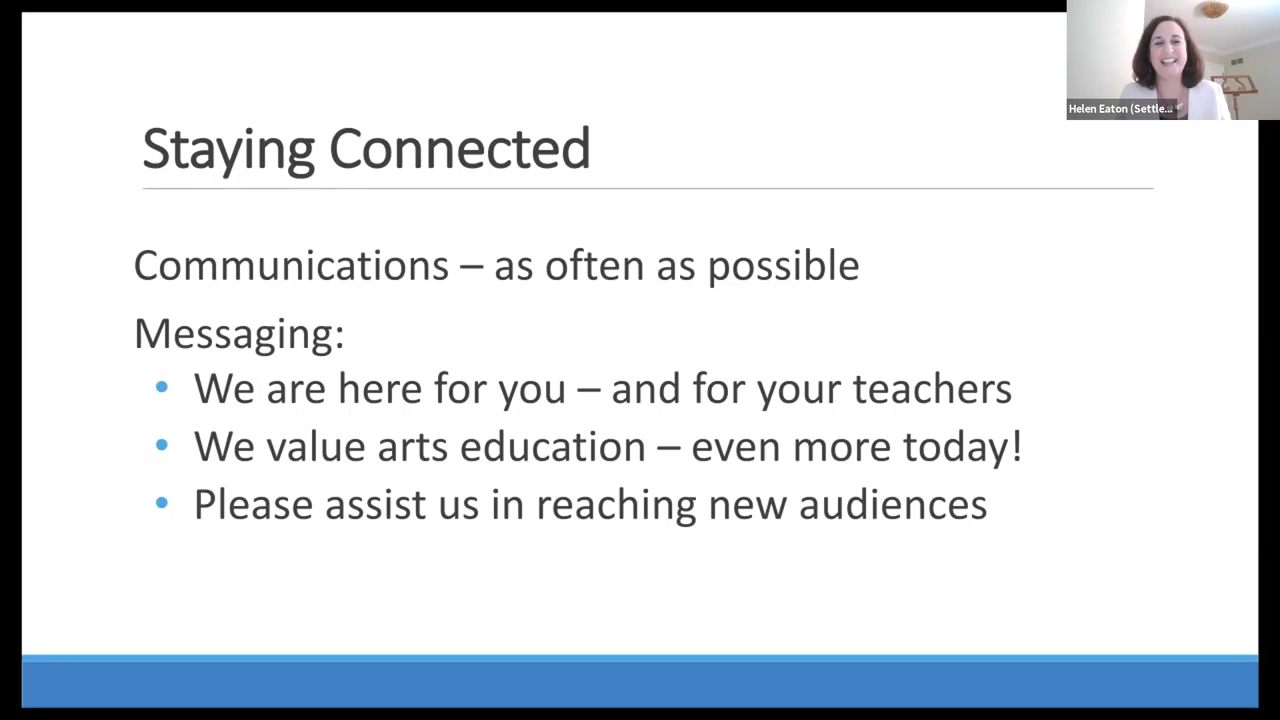 Helen Eaton (Settle...
Staying Connected
Communications – as often as possible
Messaging:
• We are here for you – and for your teachers
• We value arts education – even more today!
• Please assist us in reaching new audiences